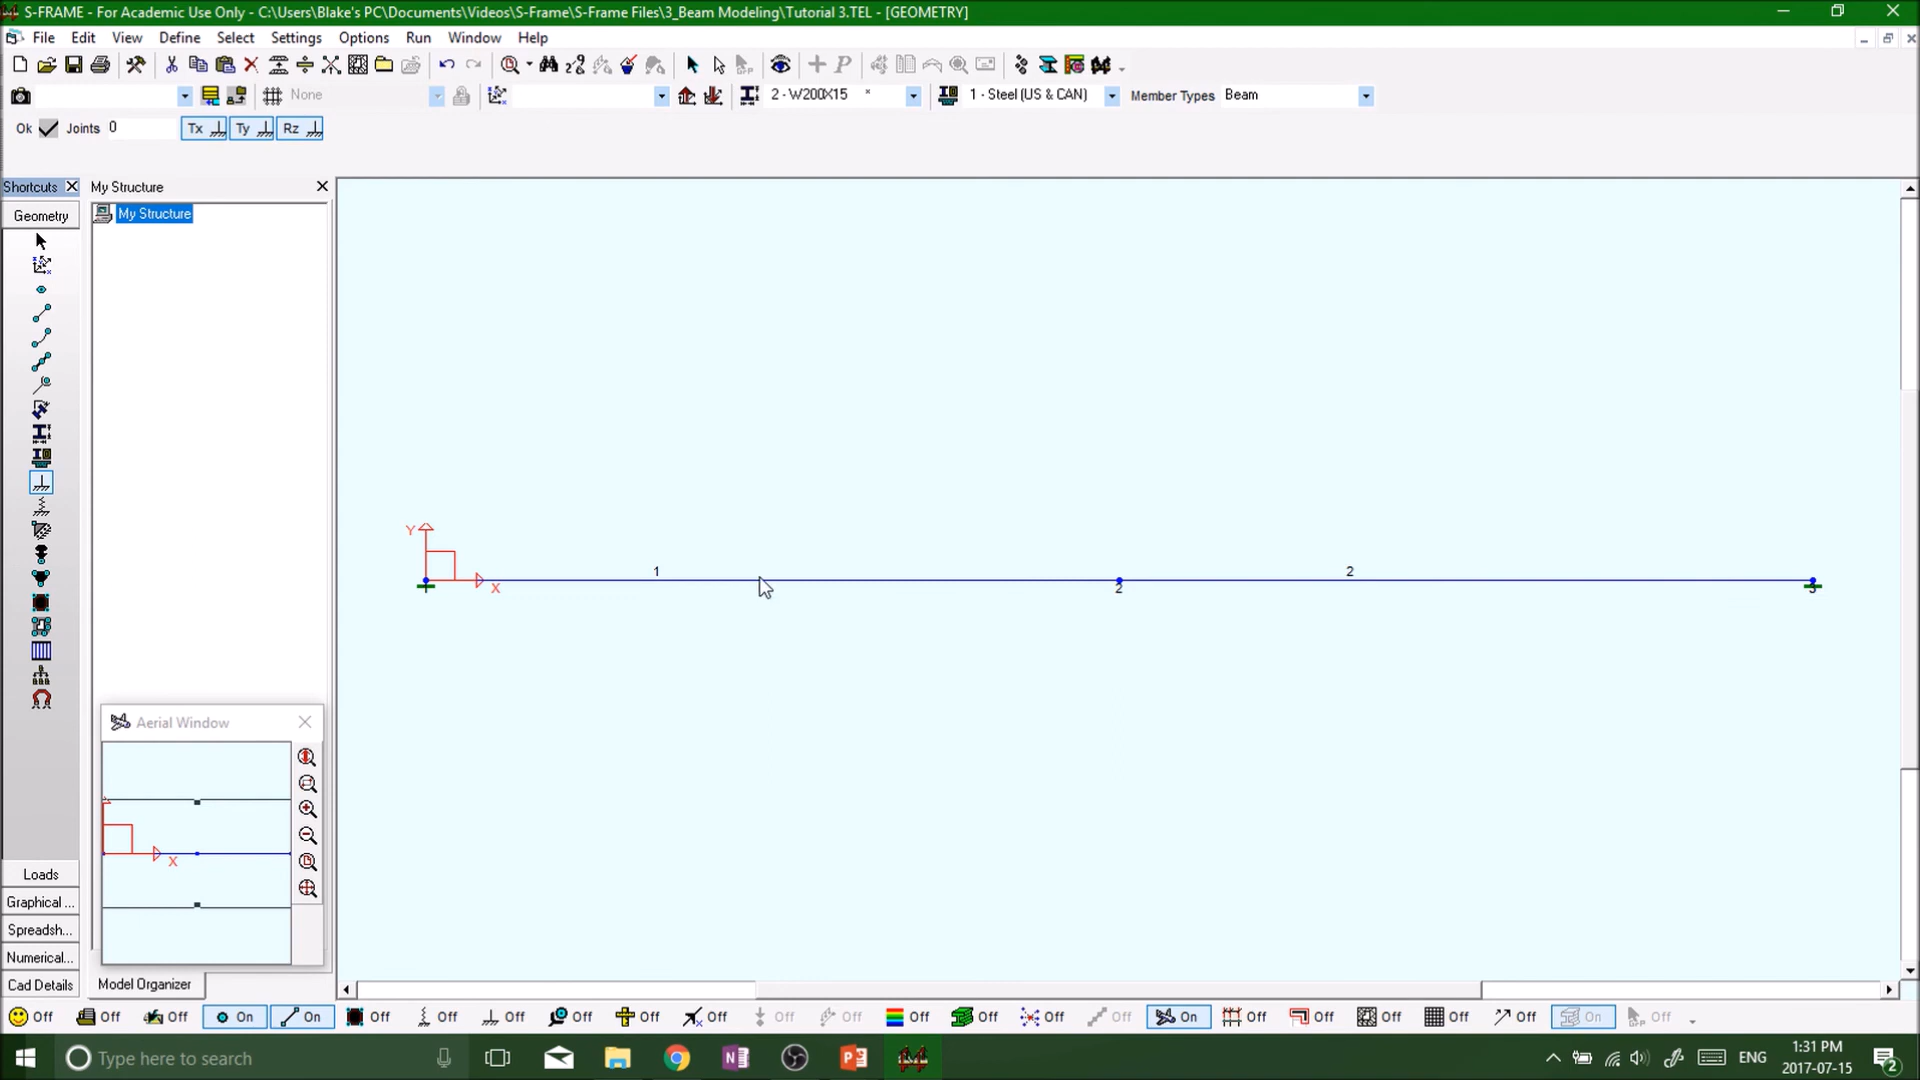 S-FRAME - For Academic Use Only - C:\Users\Blake's PC\Documents\Videos\S-Frame\S-Frame Files\3_Beam Modeling\Tutorial 3.TEL - [GEOMETRY]
File Edit View Define Select Settings Options Run Window Help
None 2 - W200X15 * 1 - Steel (US & CAN) Member Types Beam
Ok Joints 0 Tx Ty Rz
Shortcuts My Structure
Geometry My Structure
Y
1 2
X 2 3
Aerial Window
X
Loads
Graphical ...
Spreadsh...
Numerical...
Cad Details Model Organizer
Off Off Off On On Off Off Off Off Off Off Off Off Off Off Off Off On Off Off Off Off Off On Off
Type here to search ENG 1:31 PM
2017-07-15 2